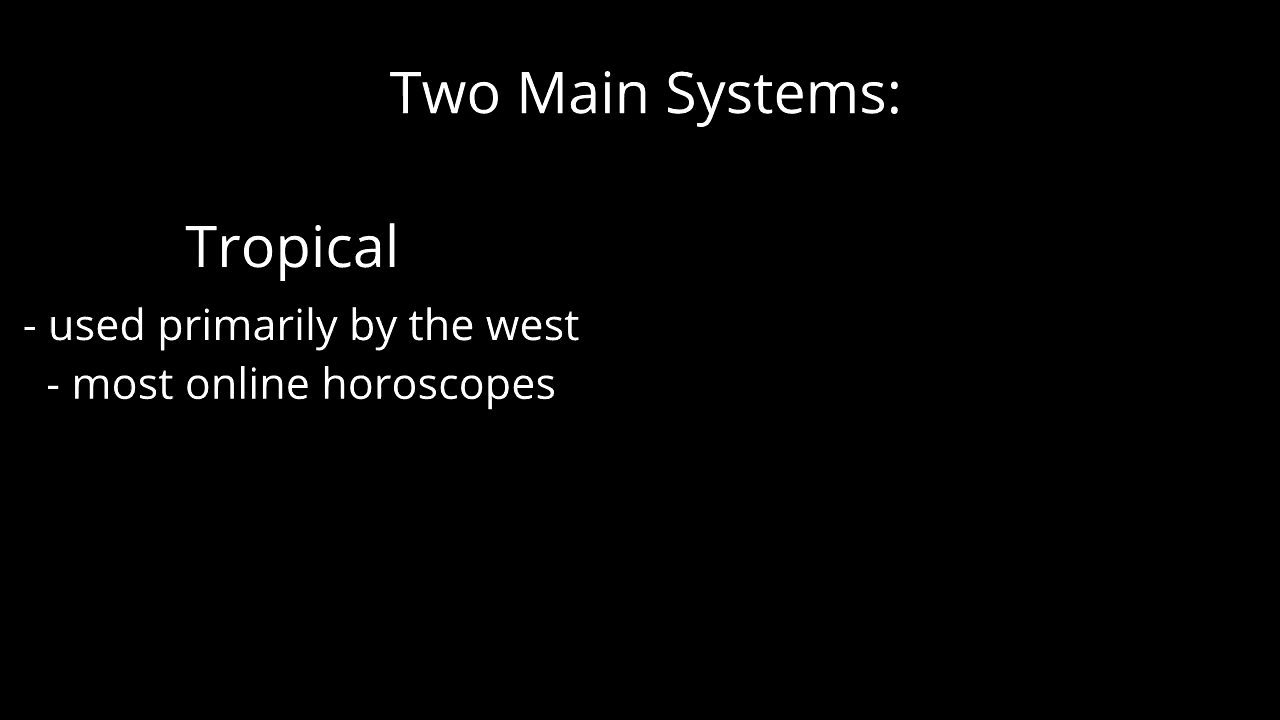 Two Main Systems:
Tropical
- used primarily by the west
- most online horoscopes